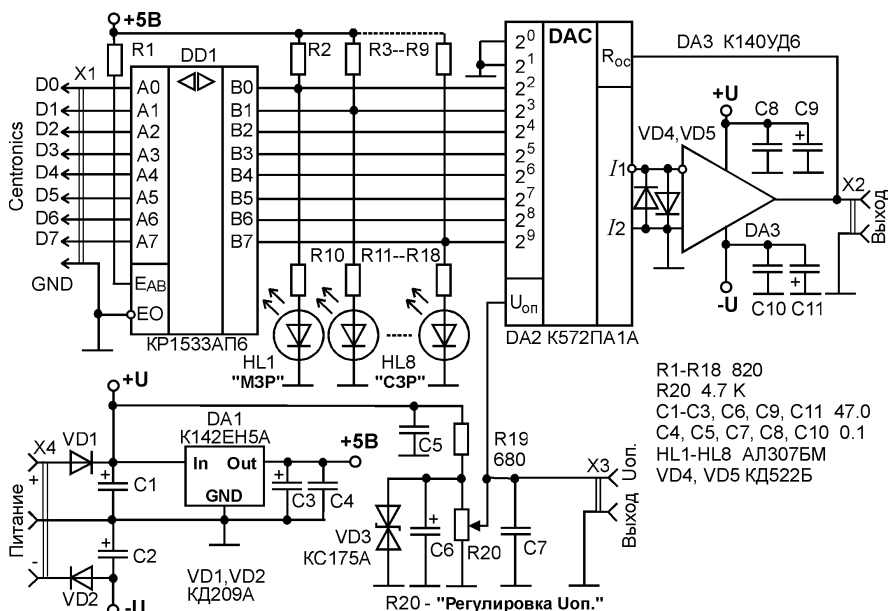 +5В
R1
R2
R3--R9
X1
DD1
Centronics
D0
D1
D2
D3
D4
D5
D6
D7
GND
A0
A1
A2
A3
A4
A5
A6
A7
EAB
EO
B0
B1
B2
B3
B4
B5
B6
B7
КР1533АП6
R10
R11--R18
HL1
"МЗР"
HL8
"СЗР"
DAC
2⁰
2¹
2²
2³
2⁴
2⁵
2⁶
2⁷
2⁸
2⁹
Uоп
Rос
I1
I2
DA2 К572ПА1А
DA3 К140УД6
+U
C8
C9
+
VD4,VD5
X2
Выход
DA3
-U
C10
C11
+
R1-R18 820
R20 4.7 K
C1-C3, C6, C9, C11 47.0
C4, C5, C7, C8, C10 0.1
HL1-HL8 АЛ307БМ
VD4, VD5 КД522Б
+U
DA1
К142ЕН5А
X4
VD1
In Out
GND
+5В
Питание
+
-
+
C1
+
C2
+
C3
C4
VD2
-U
VD1,VD2
КД209А
C5
R19
680
VD3
КС175А
+
C6
R20
C7
X3
Uоп.
Выход
R20 - "Регулировка Uоп."